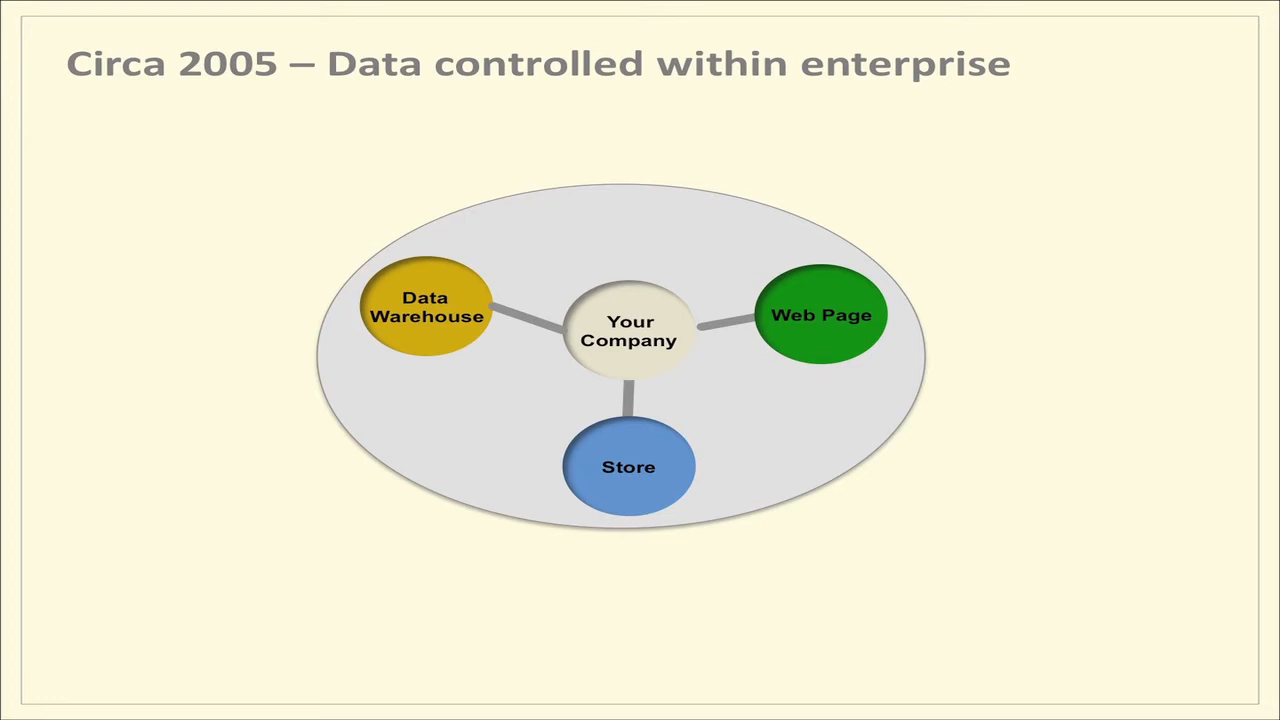 Circa 2005 – Data controlled within enterprise
Data
Warehouse
Your
Company
Web Page
Store